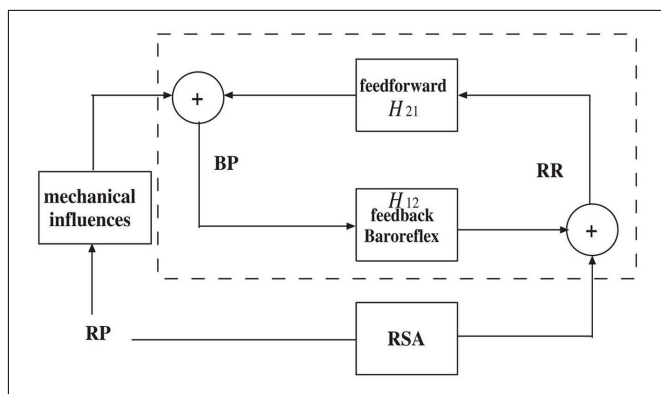 feedforward
H21
+
BP
RR
mechanical
influences
H12
feedback
Baroreflex
+
RP
RSA